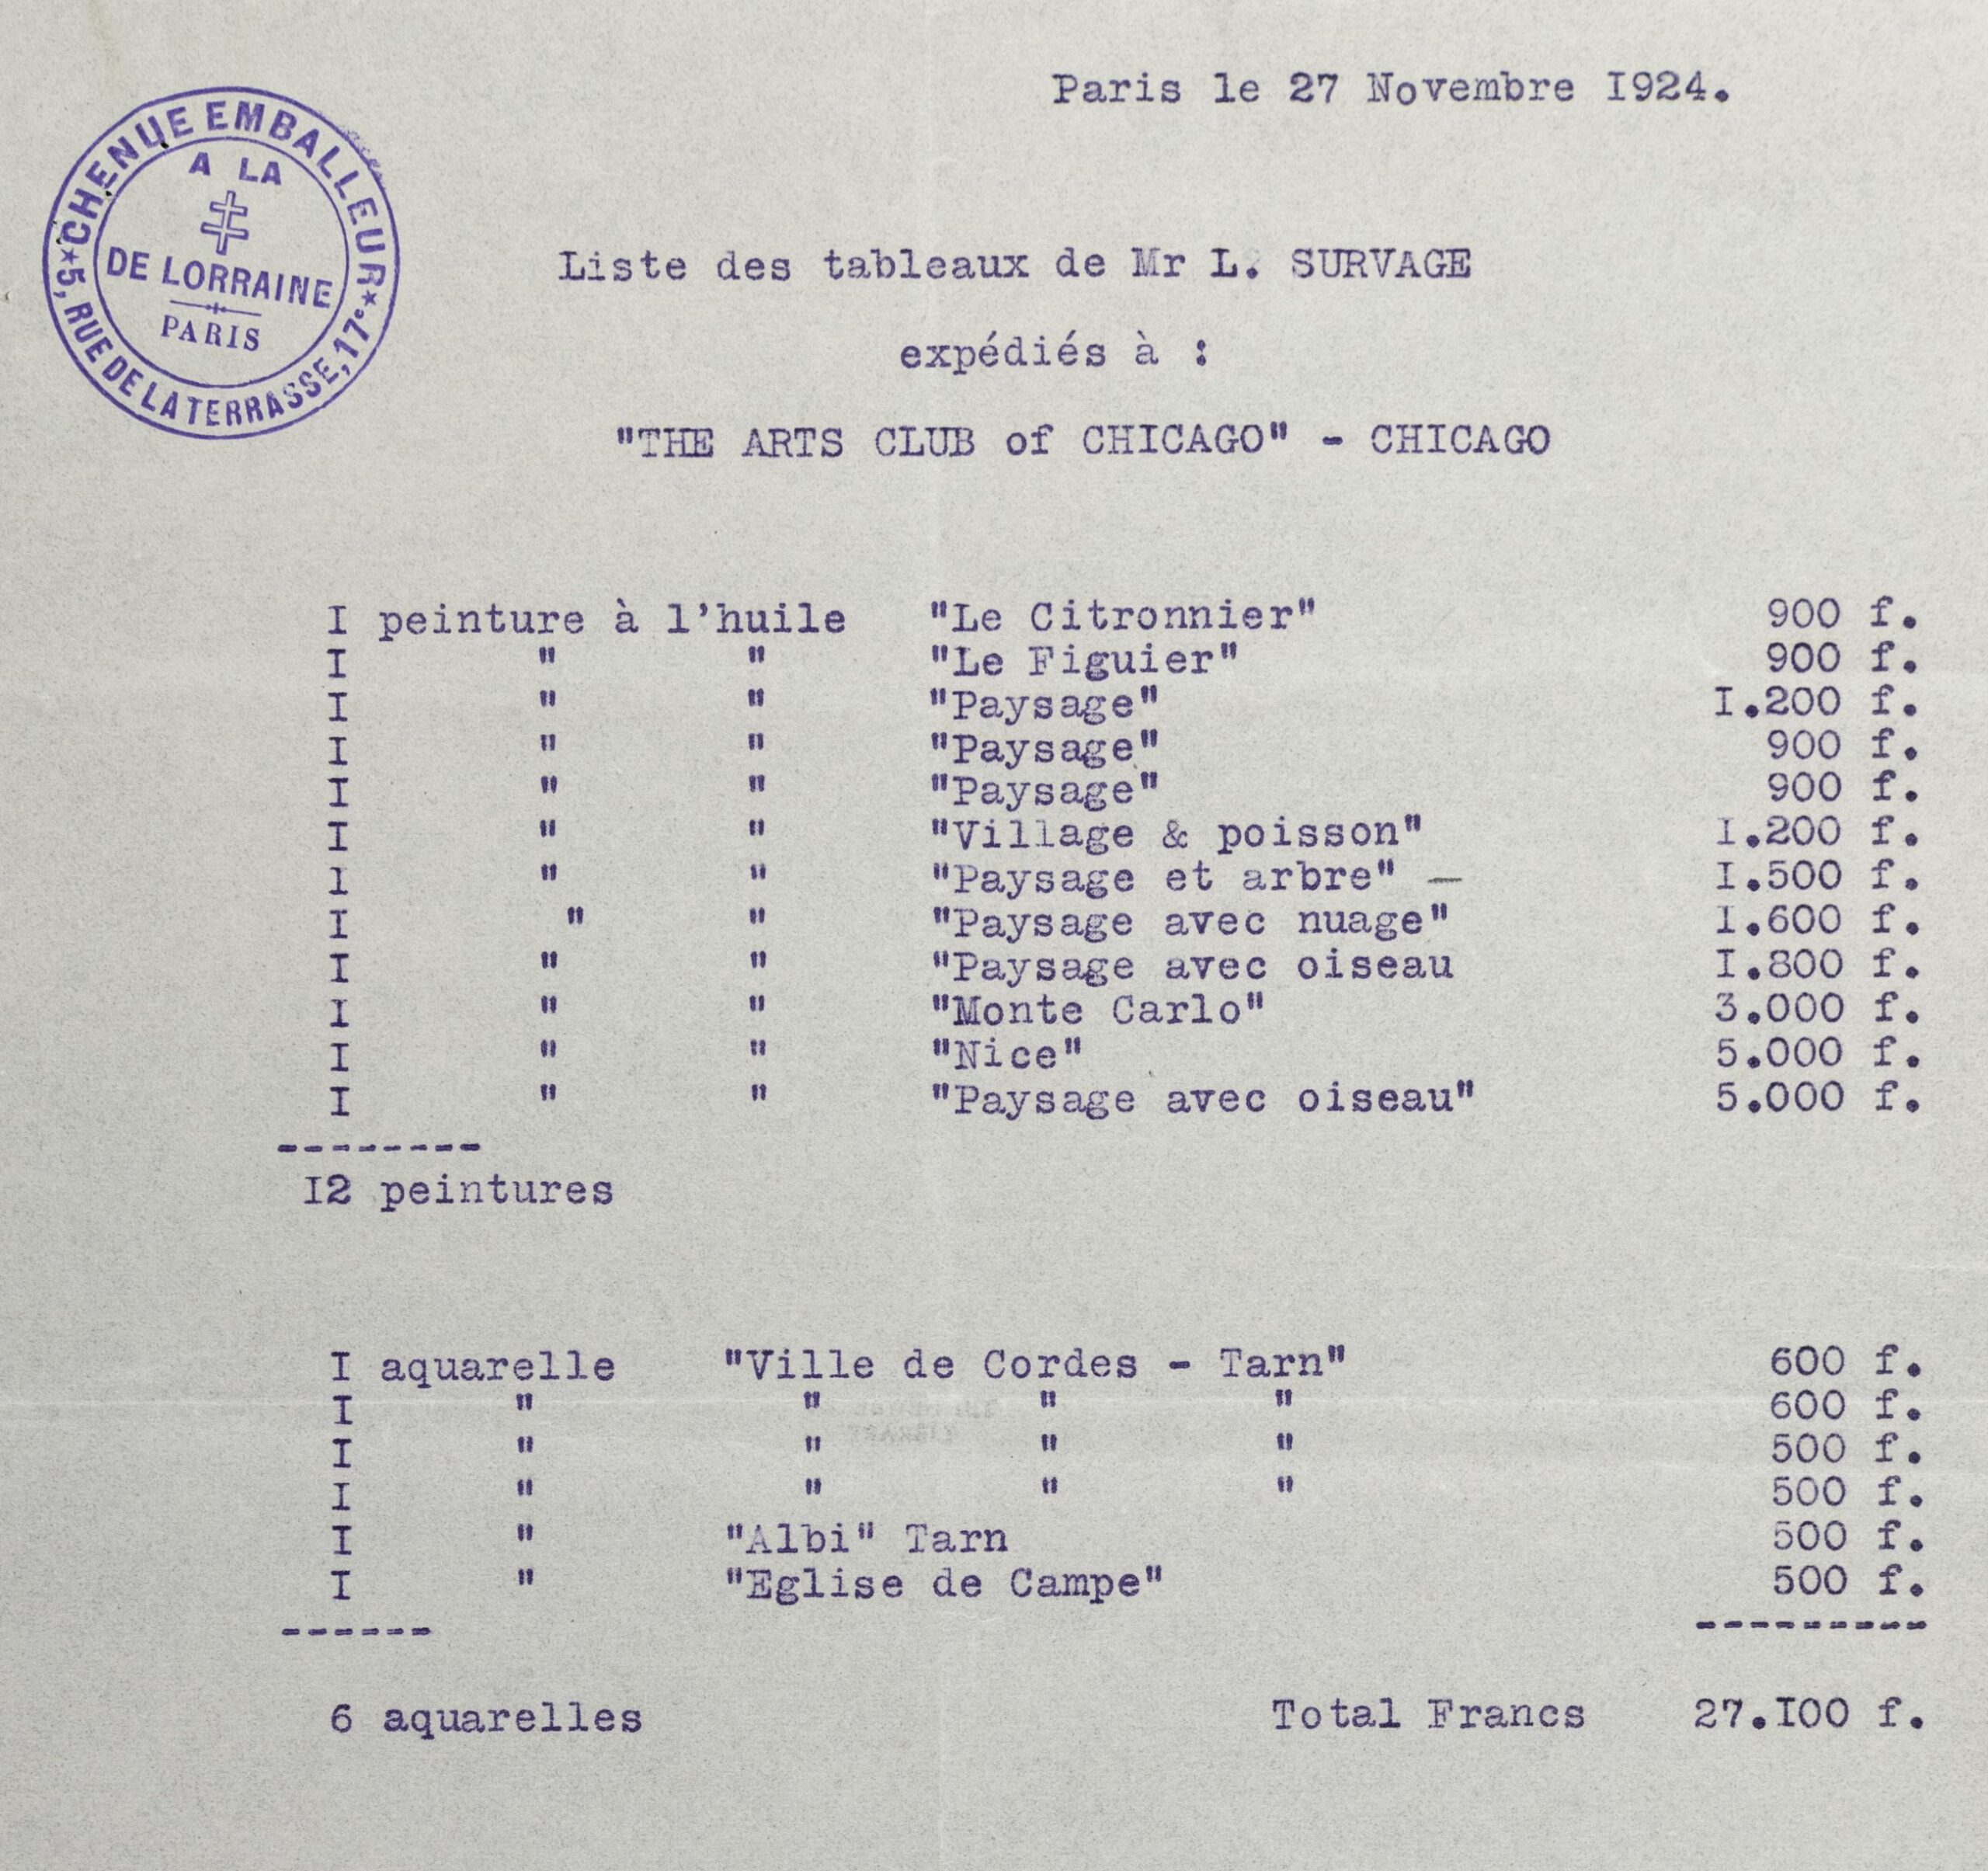 Paris le 27 Novembre I924.
CHENUE EMBALLEUR
A LA
DE LORRAINE
PARIS
★5, RUE DE LA TERRASSE, 17e★
Liste des tableaux de Mr L. SURVAGE
expédiés à :
"THE ARTS CLUB of CHICAGO" - CHICAGO
I peinture à l'huile "Le Citronnier" 900 f.
I " " "Le Figuier" 900 f.
I " " "Paysage" I.200 f.
I " " "Paysage" 900 f.
I " " "Paysage" 900 f.
I " " "Village & poisson" I.200 f.
l " " "Paysage et arbre" — I.500 f.
I " " "Paysage avec nuage" I.600 f.
I " " "Paysage avec oiseau I.800 f.
I " " "Monte Carlo" 3.000 f.
I " " "Nice" 5.000 f.
I " " "Paysage avec oiseau" 5.000 f.
--------
I2 peintures
I aquarelle "Ville de Cordes - Tarn" 600 f.
I " " " " 600 f.
I " " " " 500 f.
I " " " " 500 f.
I " "Albi" Tarn 500 f.
I " "Eglise de Campe" 500 f.
------ ---------
6 aquarelles Total Francs 27.I00 f.